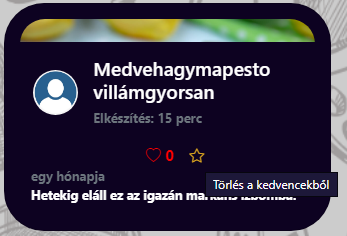 Medvehagymapesto
villámgyorsan
Elkészítés: 15 perc
0
egy hónapja
Törlés a kedvencekből
Hetekig eláll ez az igazán